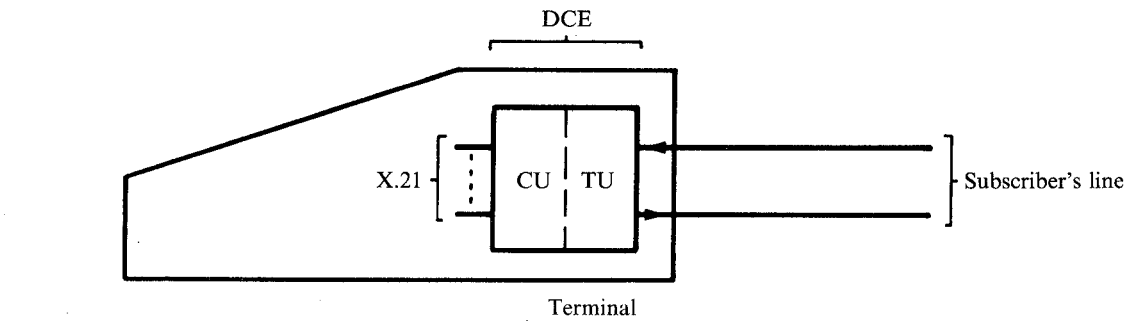 DCE
X.21
CU
TU
Subscriber's line
Terminal